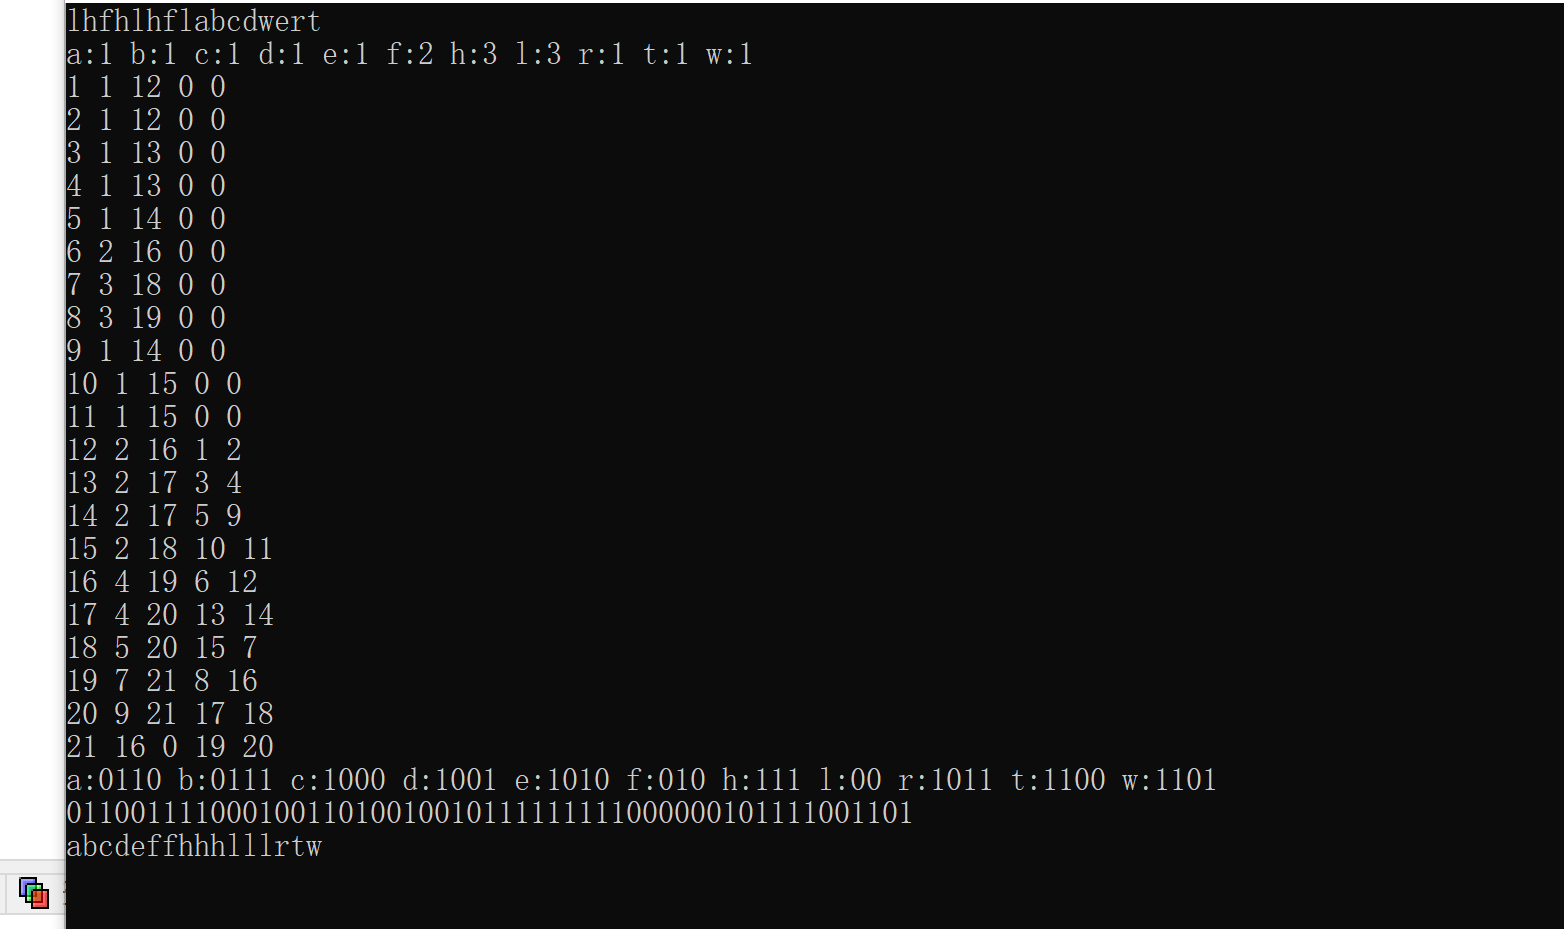 lhfhlhflabcdwert
a:1 b:1 c:1 d:1 e:1 f:2 h:3 l:3 r:1 t:1 w:1
1 1 12 0 0
2 1 12 0 0
3 1 13 0 0
4 1 13 0 0
5 1 14 0 0
6 2 16 0 0
7 3 18 0 0
8 3 19 0 0
9 1 14 0 0
10 1 15 0 0
11 1 15 0 0
12 2 16 1 2
13 2 17 3 4
14 2 17 5 9
15 2 18 10 11
16 4 19 6 12
17 4 20 13 14
18 5 20 15 7
19 7 21 8 16
20 9 21 17 18
21 16 0 19 20
a:0110 b:0111 c:1000 d:1001 e:1010 f:010 h:111 l:00 r:1011 t:1100 w:1101
01100111100010011010010010111111111000000101111001101
abcdeffhhhlllrtw